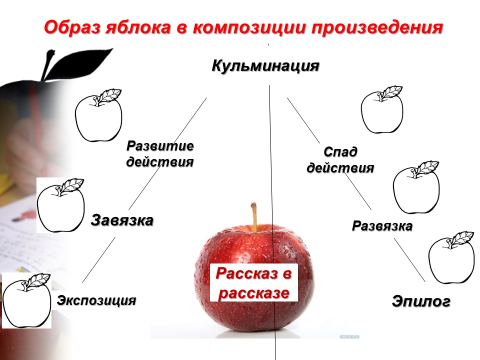 Образ яблока в композиции произведения
Кульминация
Развитие
действия
Спад
действия
Завязка
Развязка
Рассказ в
рассказе
Экспозиция
Эпилог